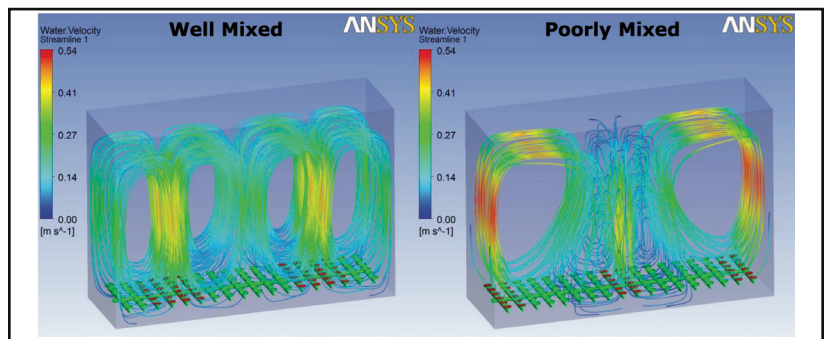 Well Mixed
ANSYS
Water.Velocity
Streamline 1
0.54
0.41
0.27
0.14
0.00
[m s^-1]
Poorly Mixed
ANSYS
Water.Velocity
Streamline 1
0.54
0.41
0.27
0.14
0.00
[m s^-1]